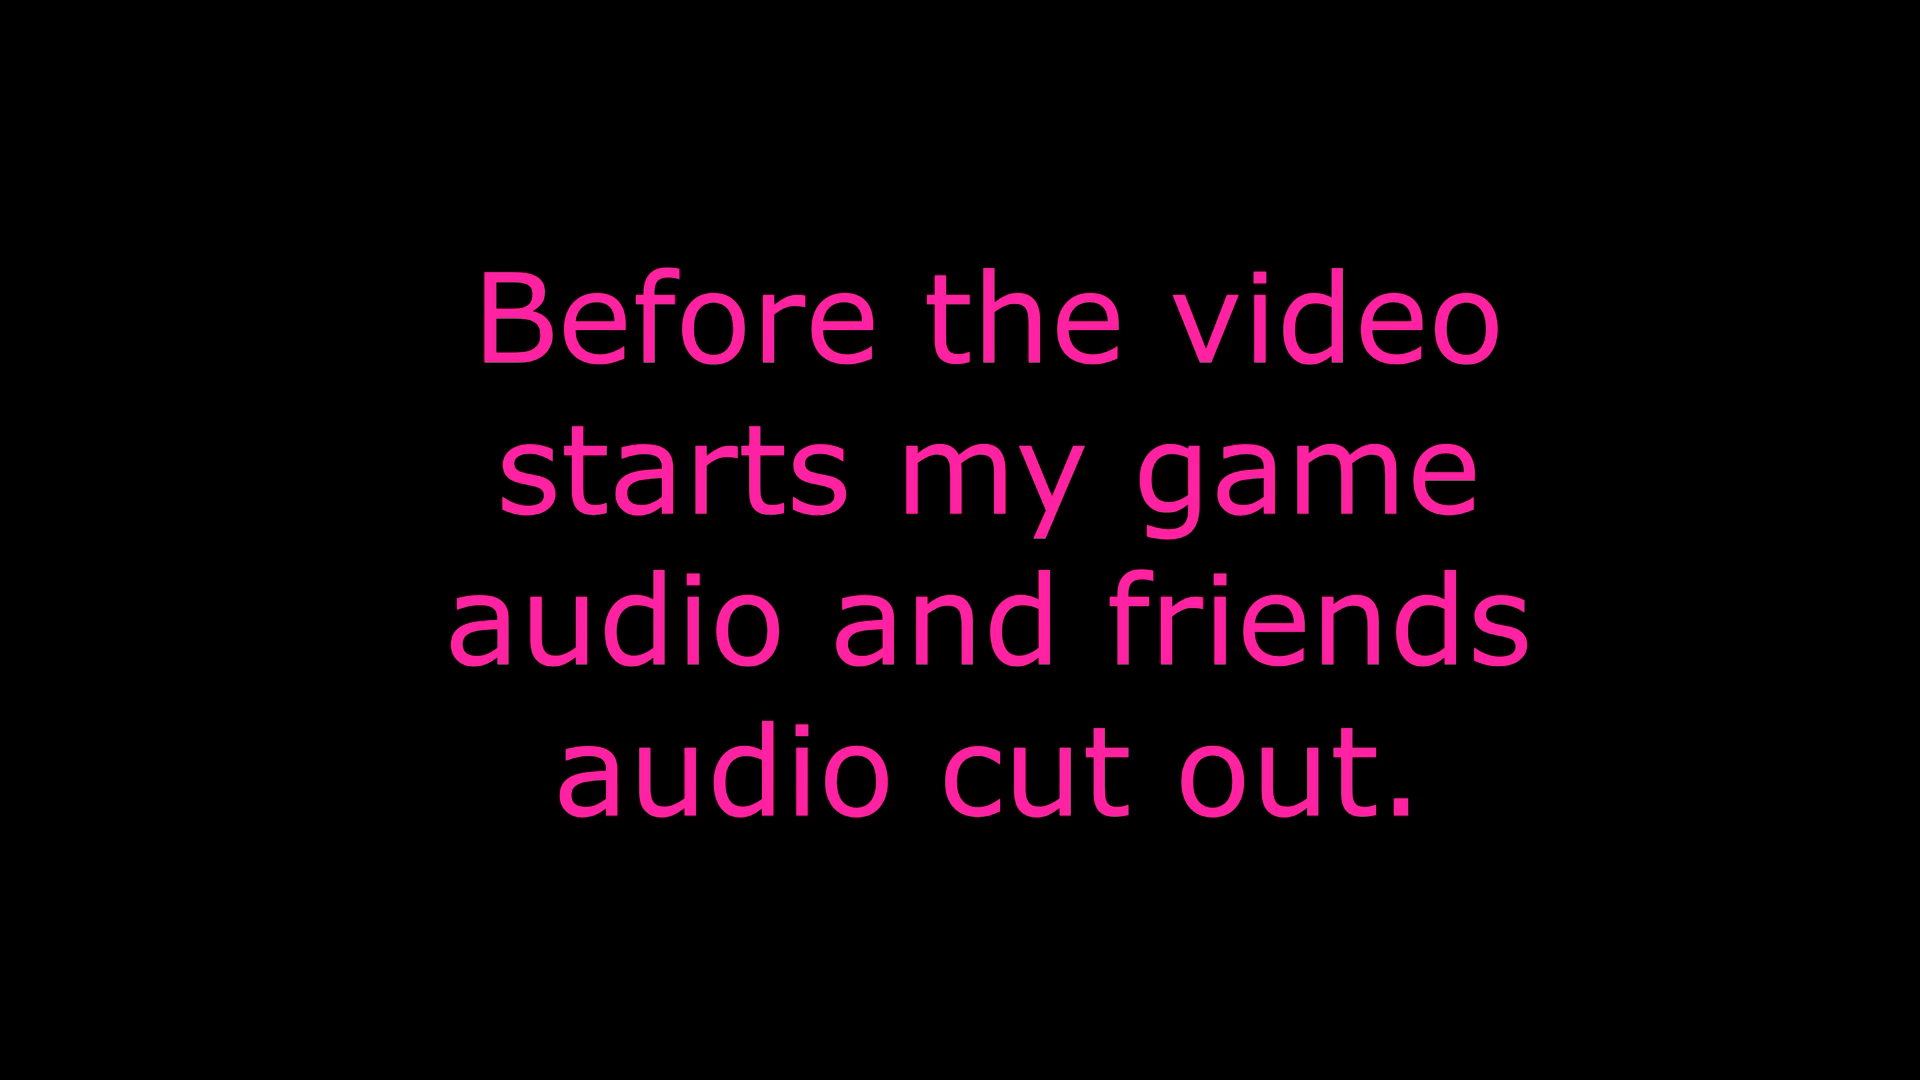 Before the video
starts my game
audio and friends
audio cut out.